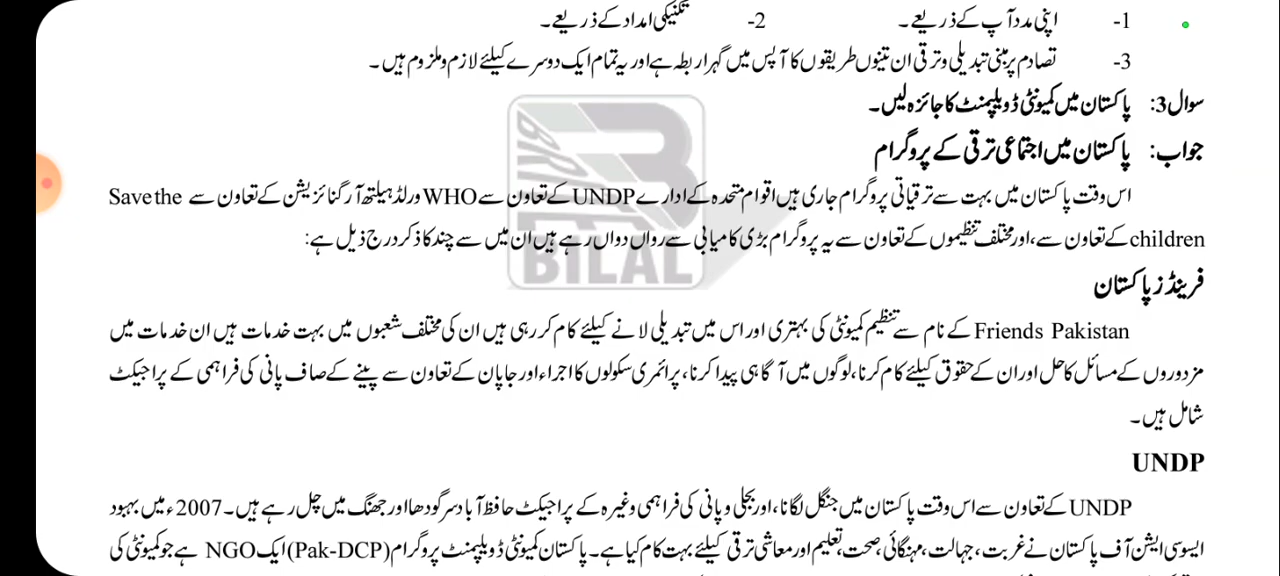 1- اپنی مدد آپ کے ذریعے۔ 2- تکنیکی امداد کے ذریعے۔
3- تصادم پر مبنی تبدیلی و ترقی ان تینوں طریقوں کا آپس میں گہرا ربط ہے اور یہ تمام ایک دوسرے کیلئے لازم و ملزوم ہیں۔
سوال 3: پاکستان میں کمیونٹی ڈویلپمنٹ کا جائزہ لیں۔
جواب: پاکستان میں اجتماعی ترقی کے پروگرام
اس وقت پاکستان میں بہت سے ترقیاتی پروگرام جاری ہیں اقوام متحدہ کے ادارے UNDP کے تعاون سے WHO ورلڈ ہیلتھ آرگنائزیشن کے تعاون سے Save the
children کے تعاون سے، اور مختلف تنظیموں کے تعاون سے یہ پروگرام بڑی کامیابی سے رواں دواں رہے ہیں ان میں سے چند کا ذکر درج ذیل ہے:
BILAL
فرینڈز پاکستان
Friends Pakistan کے نام سے تنظیم کمیونٹی کی بہتری اور اس میں تبدیلی لانے کیلئے کام کر رہی ہیں ان کی مختلف شعبوں میں بہت خدمات ہیں ان خدمات میں
مزدوروں کے مسائل کا حل اور ان کے حقوق کیلئے کام کرنا، لوگوں میں آگاہی پیدا کرنا، پرائمری سکولوں کا اجراء اور جاپان کے تعاون سے پینے کے صاف پانی کی فراہمی کے پراجیکٹ
شامل ہیں۔
UNDP
UNDP کے تعاون سے اس وقت پاکستان میں جنگل لگانا، اور بجلی و پانی کی فراہمی وغیرہ کے پراجیکٹ حافظ آباد سرگودھا اور جھنگ میں چل رہے ہیں۔ 2007ء میں بہبود
ایسوسی ایشن آف پاکستان نے غربت، جہالت، مہنگائی، صحت، تعلیم اور معاشی ترقی کیلئے بہت کام کیا ہے۔ پاکستان کمیونٹی ڈویلپمنٹ پروگرام (Pak-DCP) ایک NGO ہے جو کمیونٹی کی